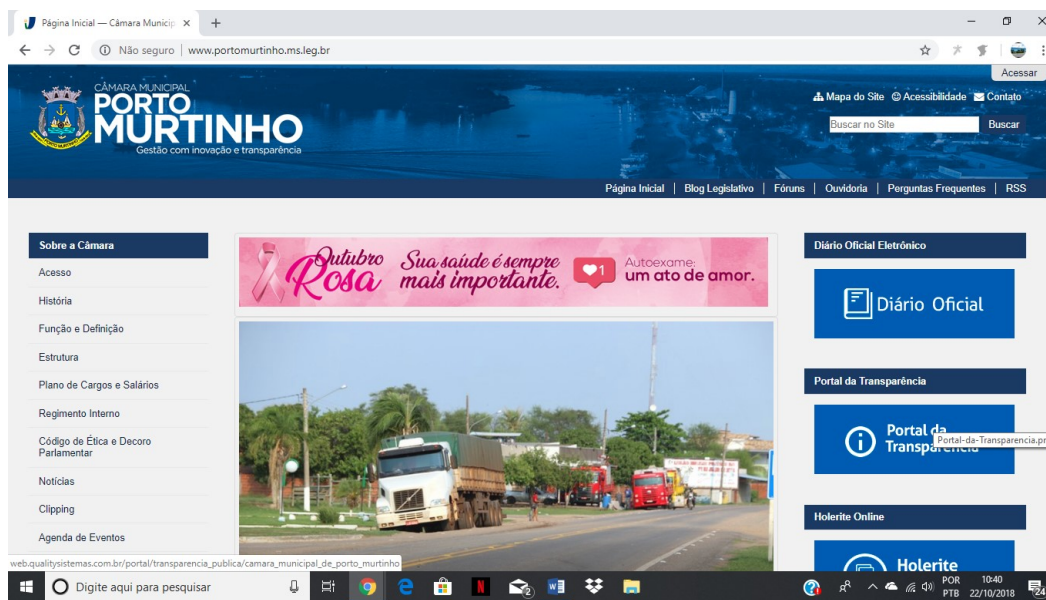 Página Inicial — Câmara Municip
Não seguro | www.portomurtinho.ms.leg.br
Acessar
CÂMARA MUNICIPAL
PORTO
MURTINHO
Gestão com inovação e transparência
Mapa do Site Acessibilidade Contato
Buscar no Site Buscar
Página Inicial | Blog Legislativo | Fóruns | Ouvidoria | Perguntas Frequentes | RSS
Sobre a Câmara
Acesso
História
Função e Definição
Estrutura
Plano de Cargos e Salários
Regimento Interno
Código de Ética e Decoro
Parlamentar
Notícias
Clipping
Agenda de Eventos
Outubro
Rosa
Sua saúde é sempre
mais importante.
1
Autoexame:
um ato de amor.
Diário Oficial Eletrônico
Diário Oficial
Portal da Transparência
Portal da
Transparência
Portal-da-Transparencia.pn
Holerite Online
Holerite
web.qualitysistemas.com.br/portal/transparencia_publica/camara_municipal_de_porto_murtinho
Digite aqui para pesquisar
2
POR
PTB
10:40
22/10/2018
24